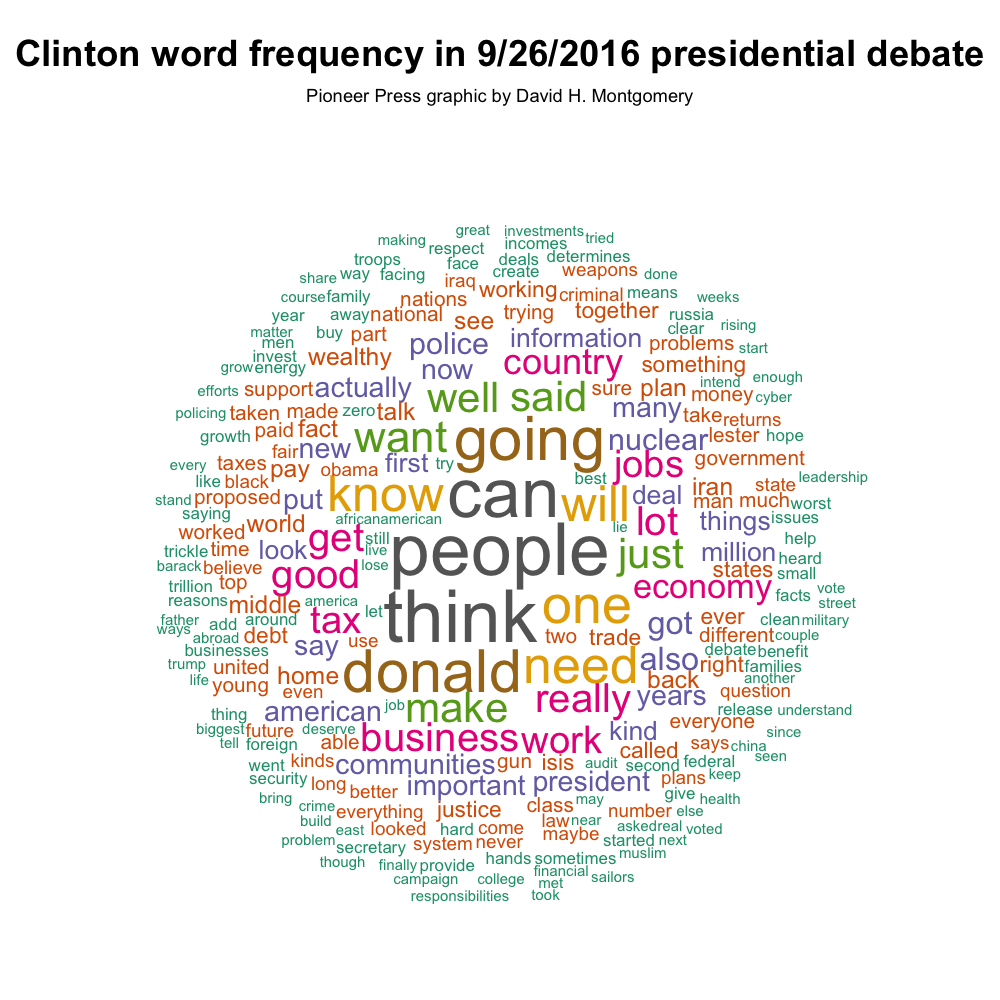 Clinton word frequency in 9/26/2016 presidential debate
Pioneer Press graphic by David H. Montgomery
great investments
making tried
respect incomes
troops face deals determines
share way facing create weapons done
iraq working criminal means
course family nations weeks
year away national see trying together russia
matter buy part police information clear rising
men problems start
invest wealthy now country something
grow energy enough
efforts support actually well said sure plan intend money cyber
policing taken made zero talk many take returns
growth paid fact want going nuclear lester hope
fair new government
every taxes pay obama first try jobs leadership
like black best iran state
stand proposed put know can will deal man much worst
saying africanamerican lie lot things issues
worked world get still help
trickle time look live people just million heard
barack believe lose states small
trillion top good economy facts vote
reasons middle america think one street
father add around tax let got ever clean military
ways abroad debt two trade different couple
businesses say use debate benefit
trump united home donald need also right families
life young even back another
american job make really years question
thing release understand
biggest future deserve business work kind everyone since
tell foreign able called says china
went kinds communities gun isis audit second federal seen
security long important president plans keep
bring better give health
crime everything justice class may number else
build east looked hard come law near asked real voted
problem secretary system never maybe started next
though finally provide hands sometimes muslim
campaign college financial sailors
met
responsibilities took